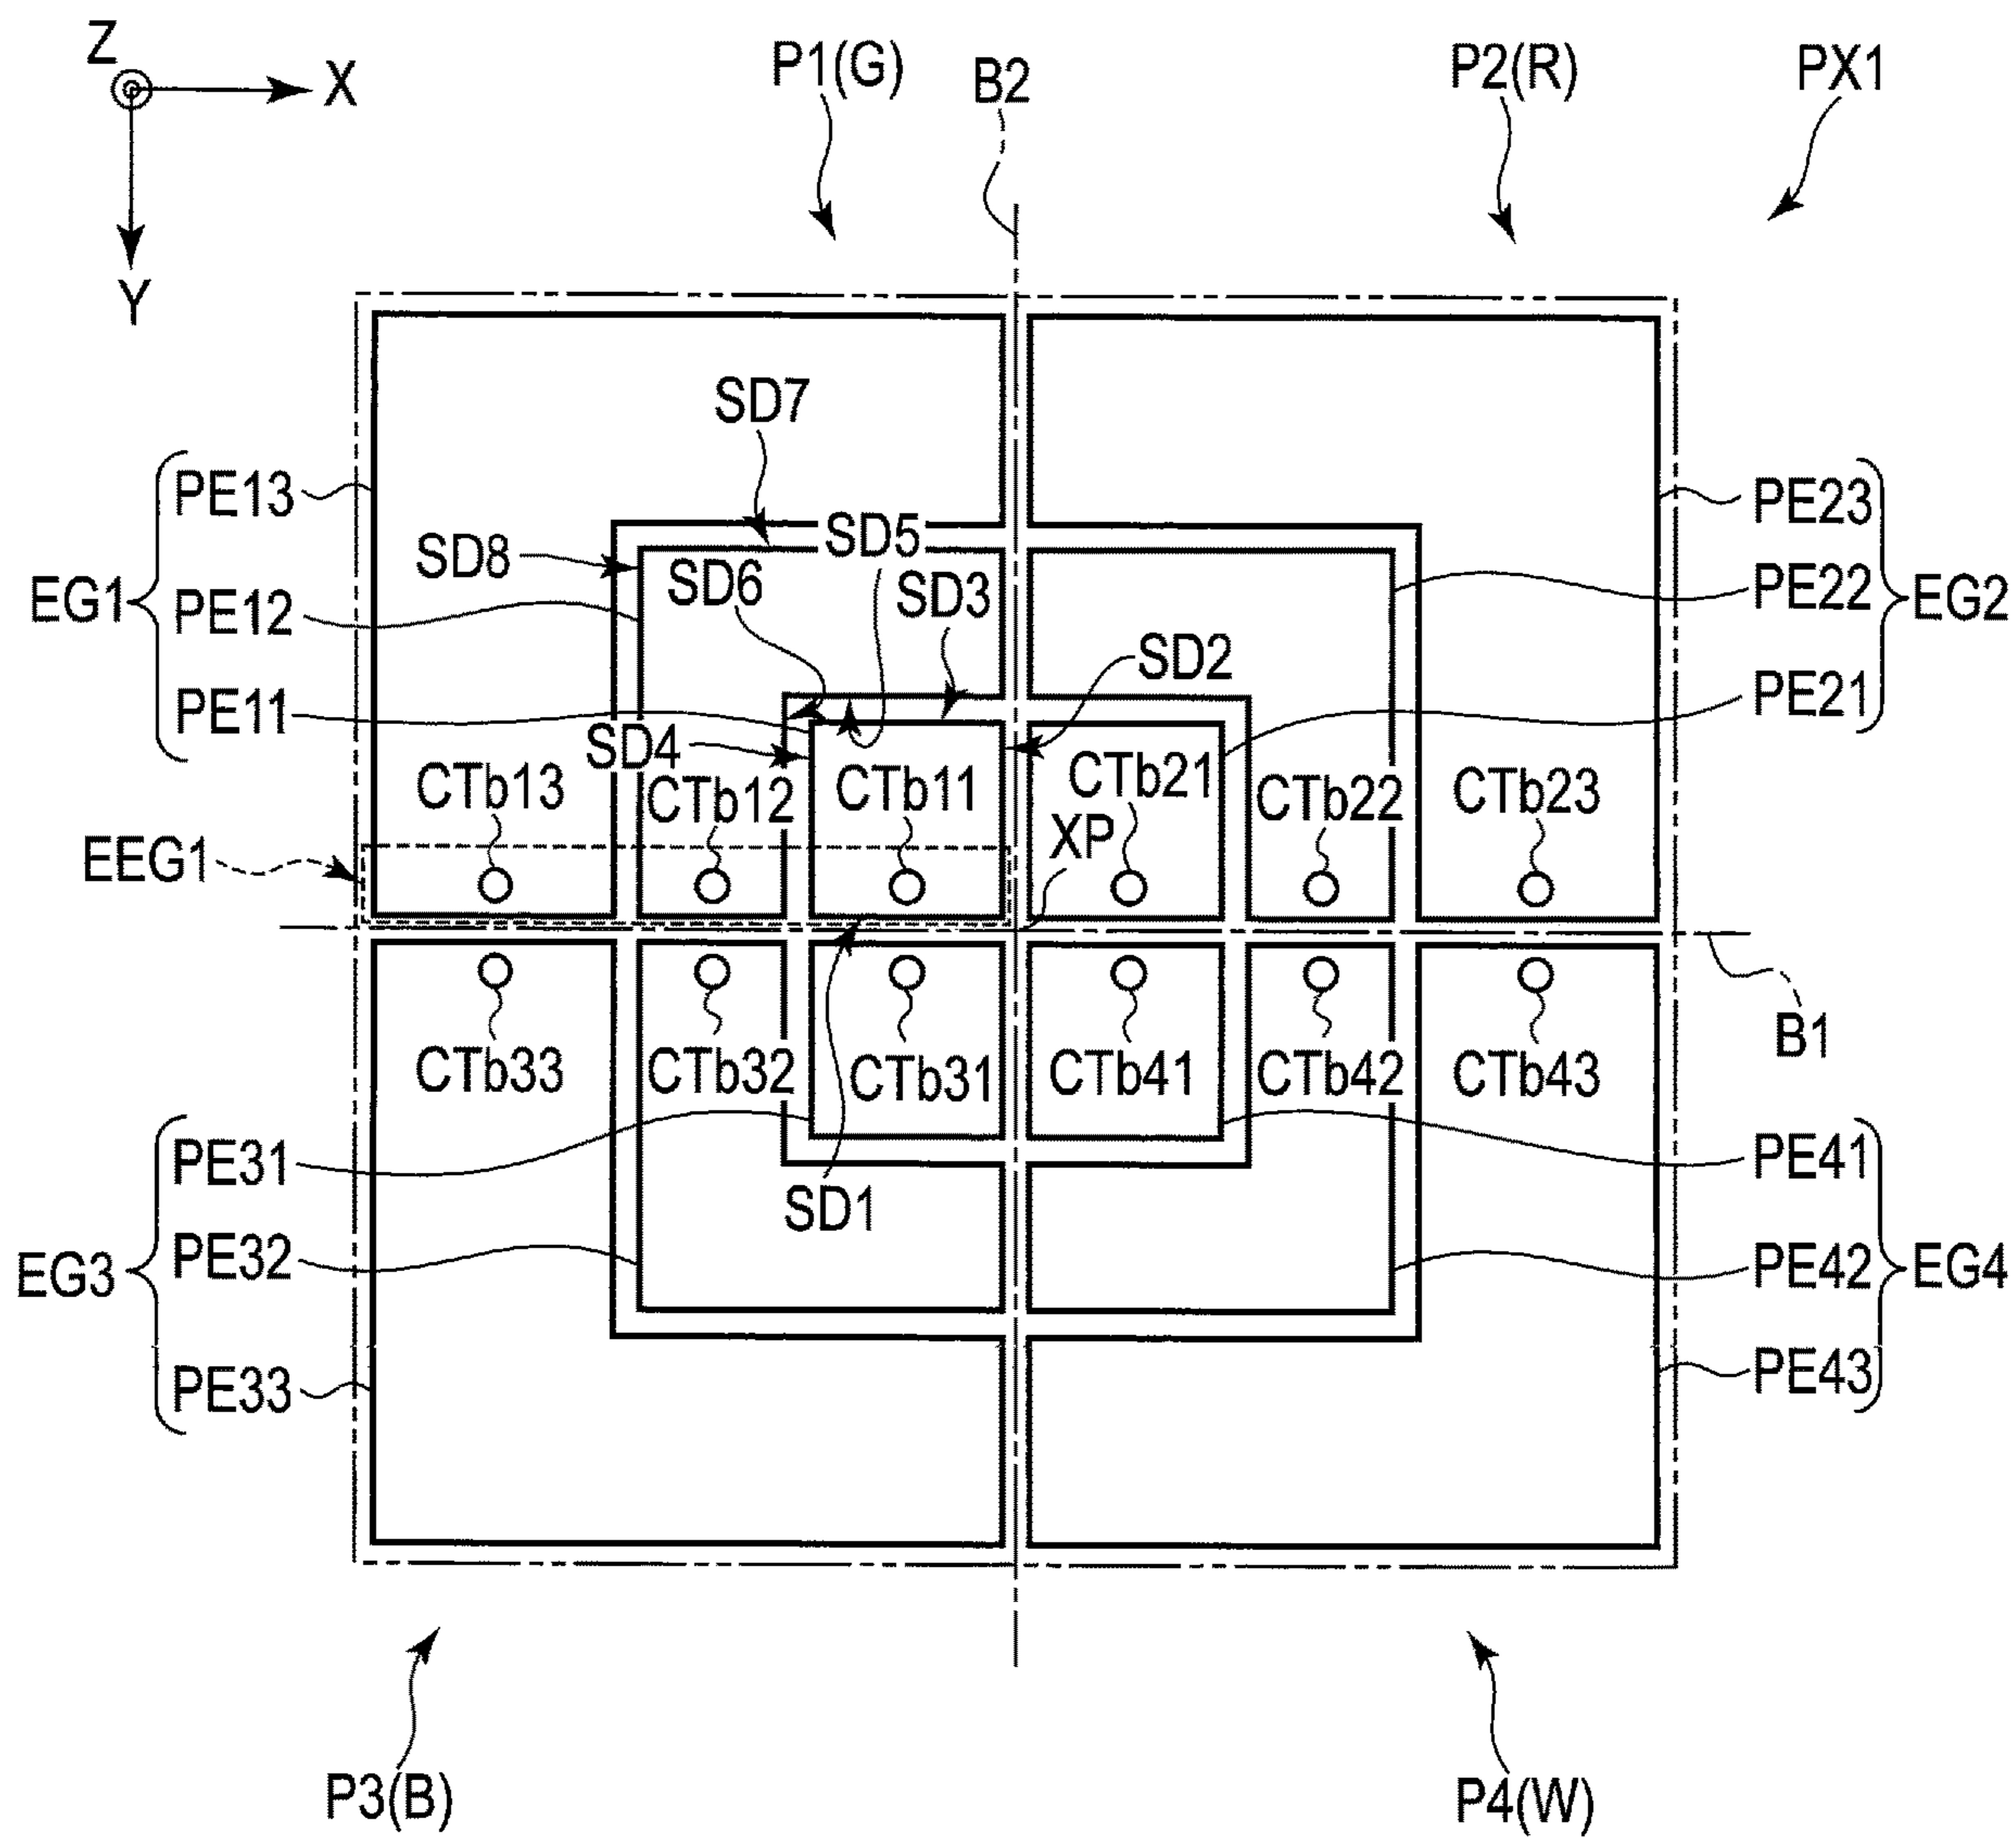 Z
X
Y
P1(G)
B2
P2(R)
PX1
SD7
SD5
SD8
SD6
SD3
SD2
EG1
PE13
PE12
PE11
PE23
PE22
PE21
EG2
SD4
CTb13
CTb12
CTb11
CTb21
CTb22
CTb23
XP
EEG1
B1
CTb33
CTb32
CTb31
CTb41
CTb42
CTb43
SD1
EG3
PE31
PE32
PE33
PE41
PE42
PE43
EG4
P3(B)
P4(W)